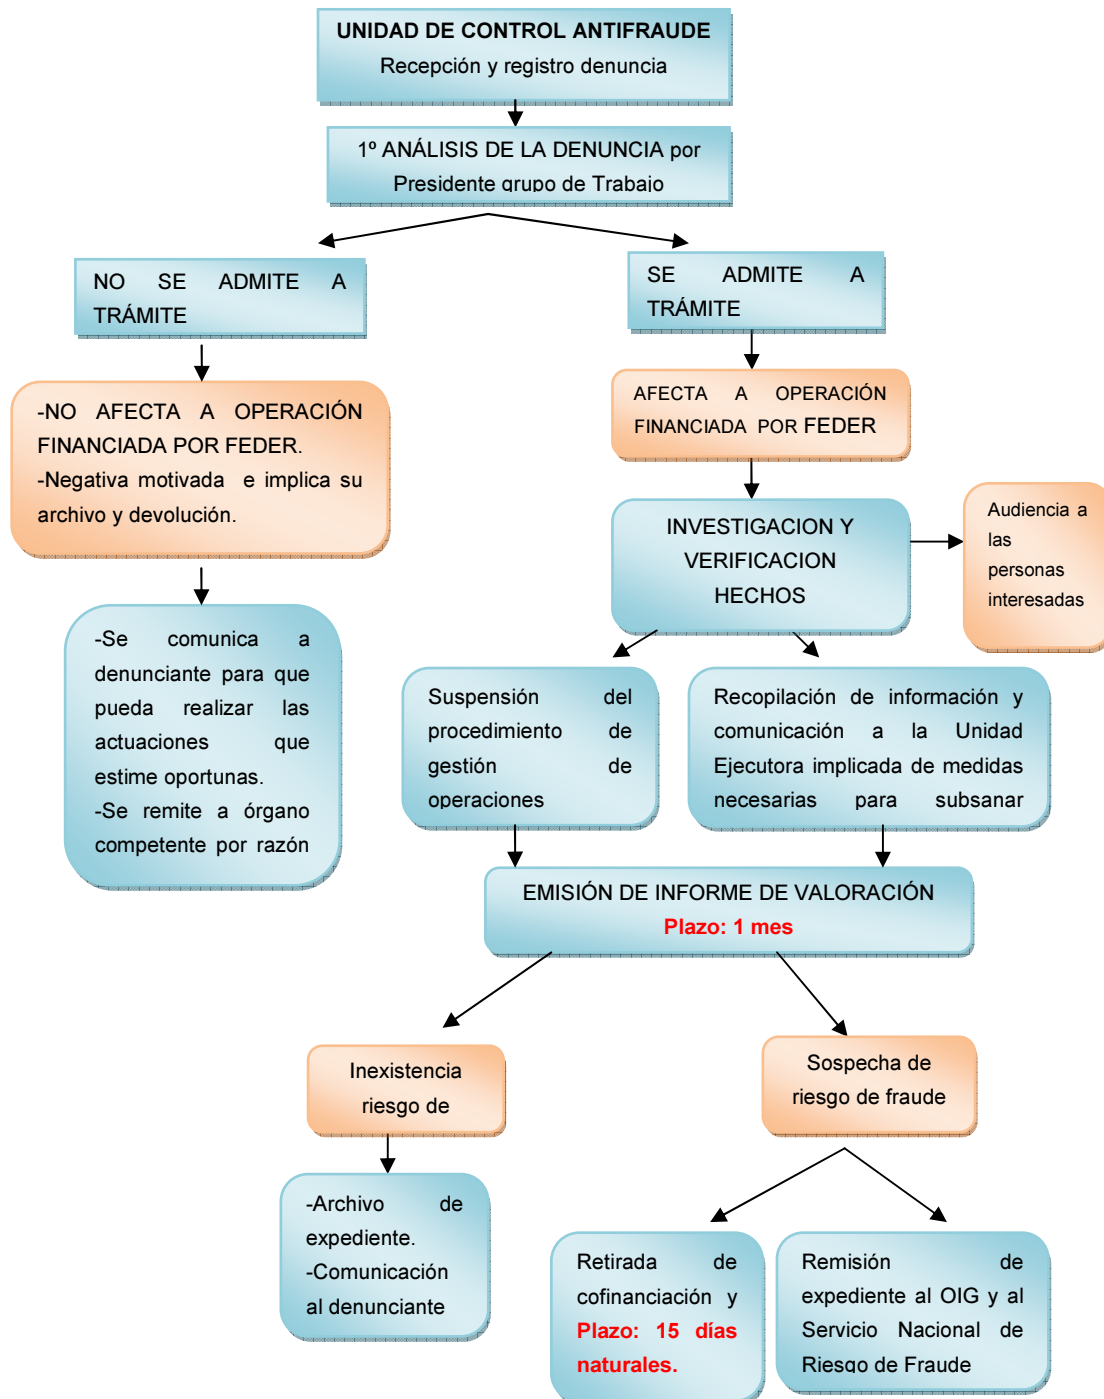 UNIDAD DE CONTROL ANTIFRAUDE
Recepción y registro denuncia
1º ANÁLISIS DE LA DENUNCIA por
Presidente grupo de Trabajo
NO SE ADMITE A
TRÁMITE
SE ADMITE A
TRÁMITE
-NO AFECTA A OPERACIÓN
FINANCIADA POR FEDER.
-Negativa motivada e implica su
archivo y devolución.
AFECTA A OPERACIÓN
FINANCIADA POR FEDER
INVESTIGACION Y
VERIFICACION
HECHOS
Audiencia a
las
personas
interesadas
-Se comunica a
denunciante para que
pueda realizar las
actuaciones que
estime oportunas.
-Se remite a órgano
competente por razón
Suspensión del
procedimiento de
gestión de
operaciones
Recopilación de información y
comunicación a la Unidad
Ejecutora implicada de medidas
necesarias para subsanar
EMISIÓN DE INFORME DE VALORACIÓN
Plazo: 1 mes
Inexistencia
riesgo de
Sospecha de
riesgo de fraude
-Archivo de
expediente.
-Comunicación
al denunciante
Retirada de
cofinanciación y
Plazo: 15 días
naturales.
Remisión de
expediente al OIG y al
Servicio Nacional de
Riesgo de Fraude